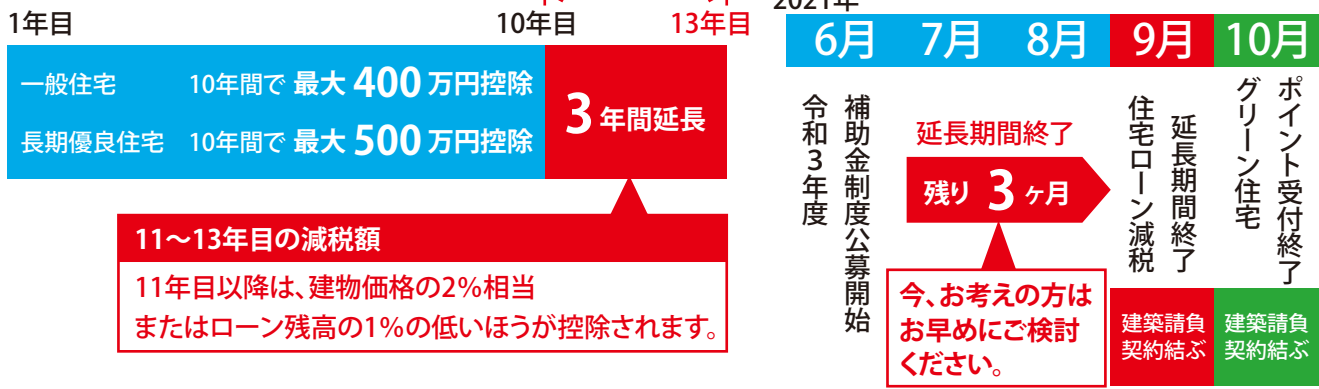 1年目
10年目
13年目
一般住宅 10年間で 最大 400 万円控除
長期優良住宅 10年間で 最大 500 万円控除
3 年間延長
11～13年目の減税額
11年目以降は、建物価格の2％相当
またはローン残高の1％の低いほうが控除されます。
2021年
6月
7月
8月
9月
10月
令和3年度
補助金制度公募開始
延長期間終了
残り 3 ヶ月
今、お考えの方は
お早めにご検討
ください。
住宅ローン減税
延長期間終了
建築請負
契約結ぶ
グリーン住宅
ポイント受付終了
建築請負
契約結ぶ